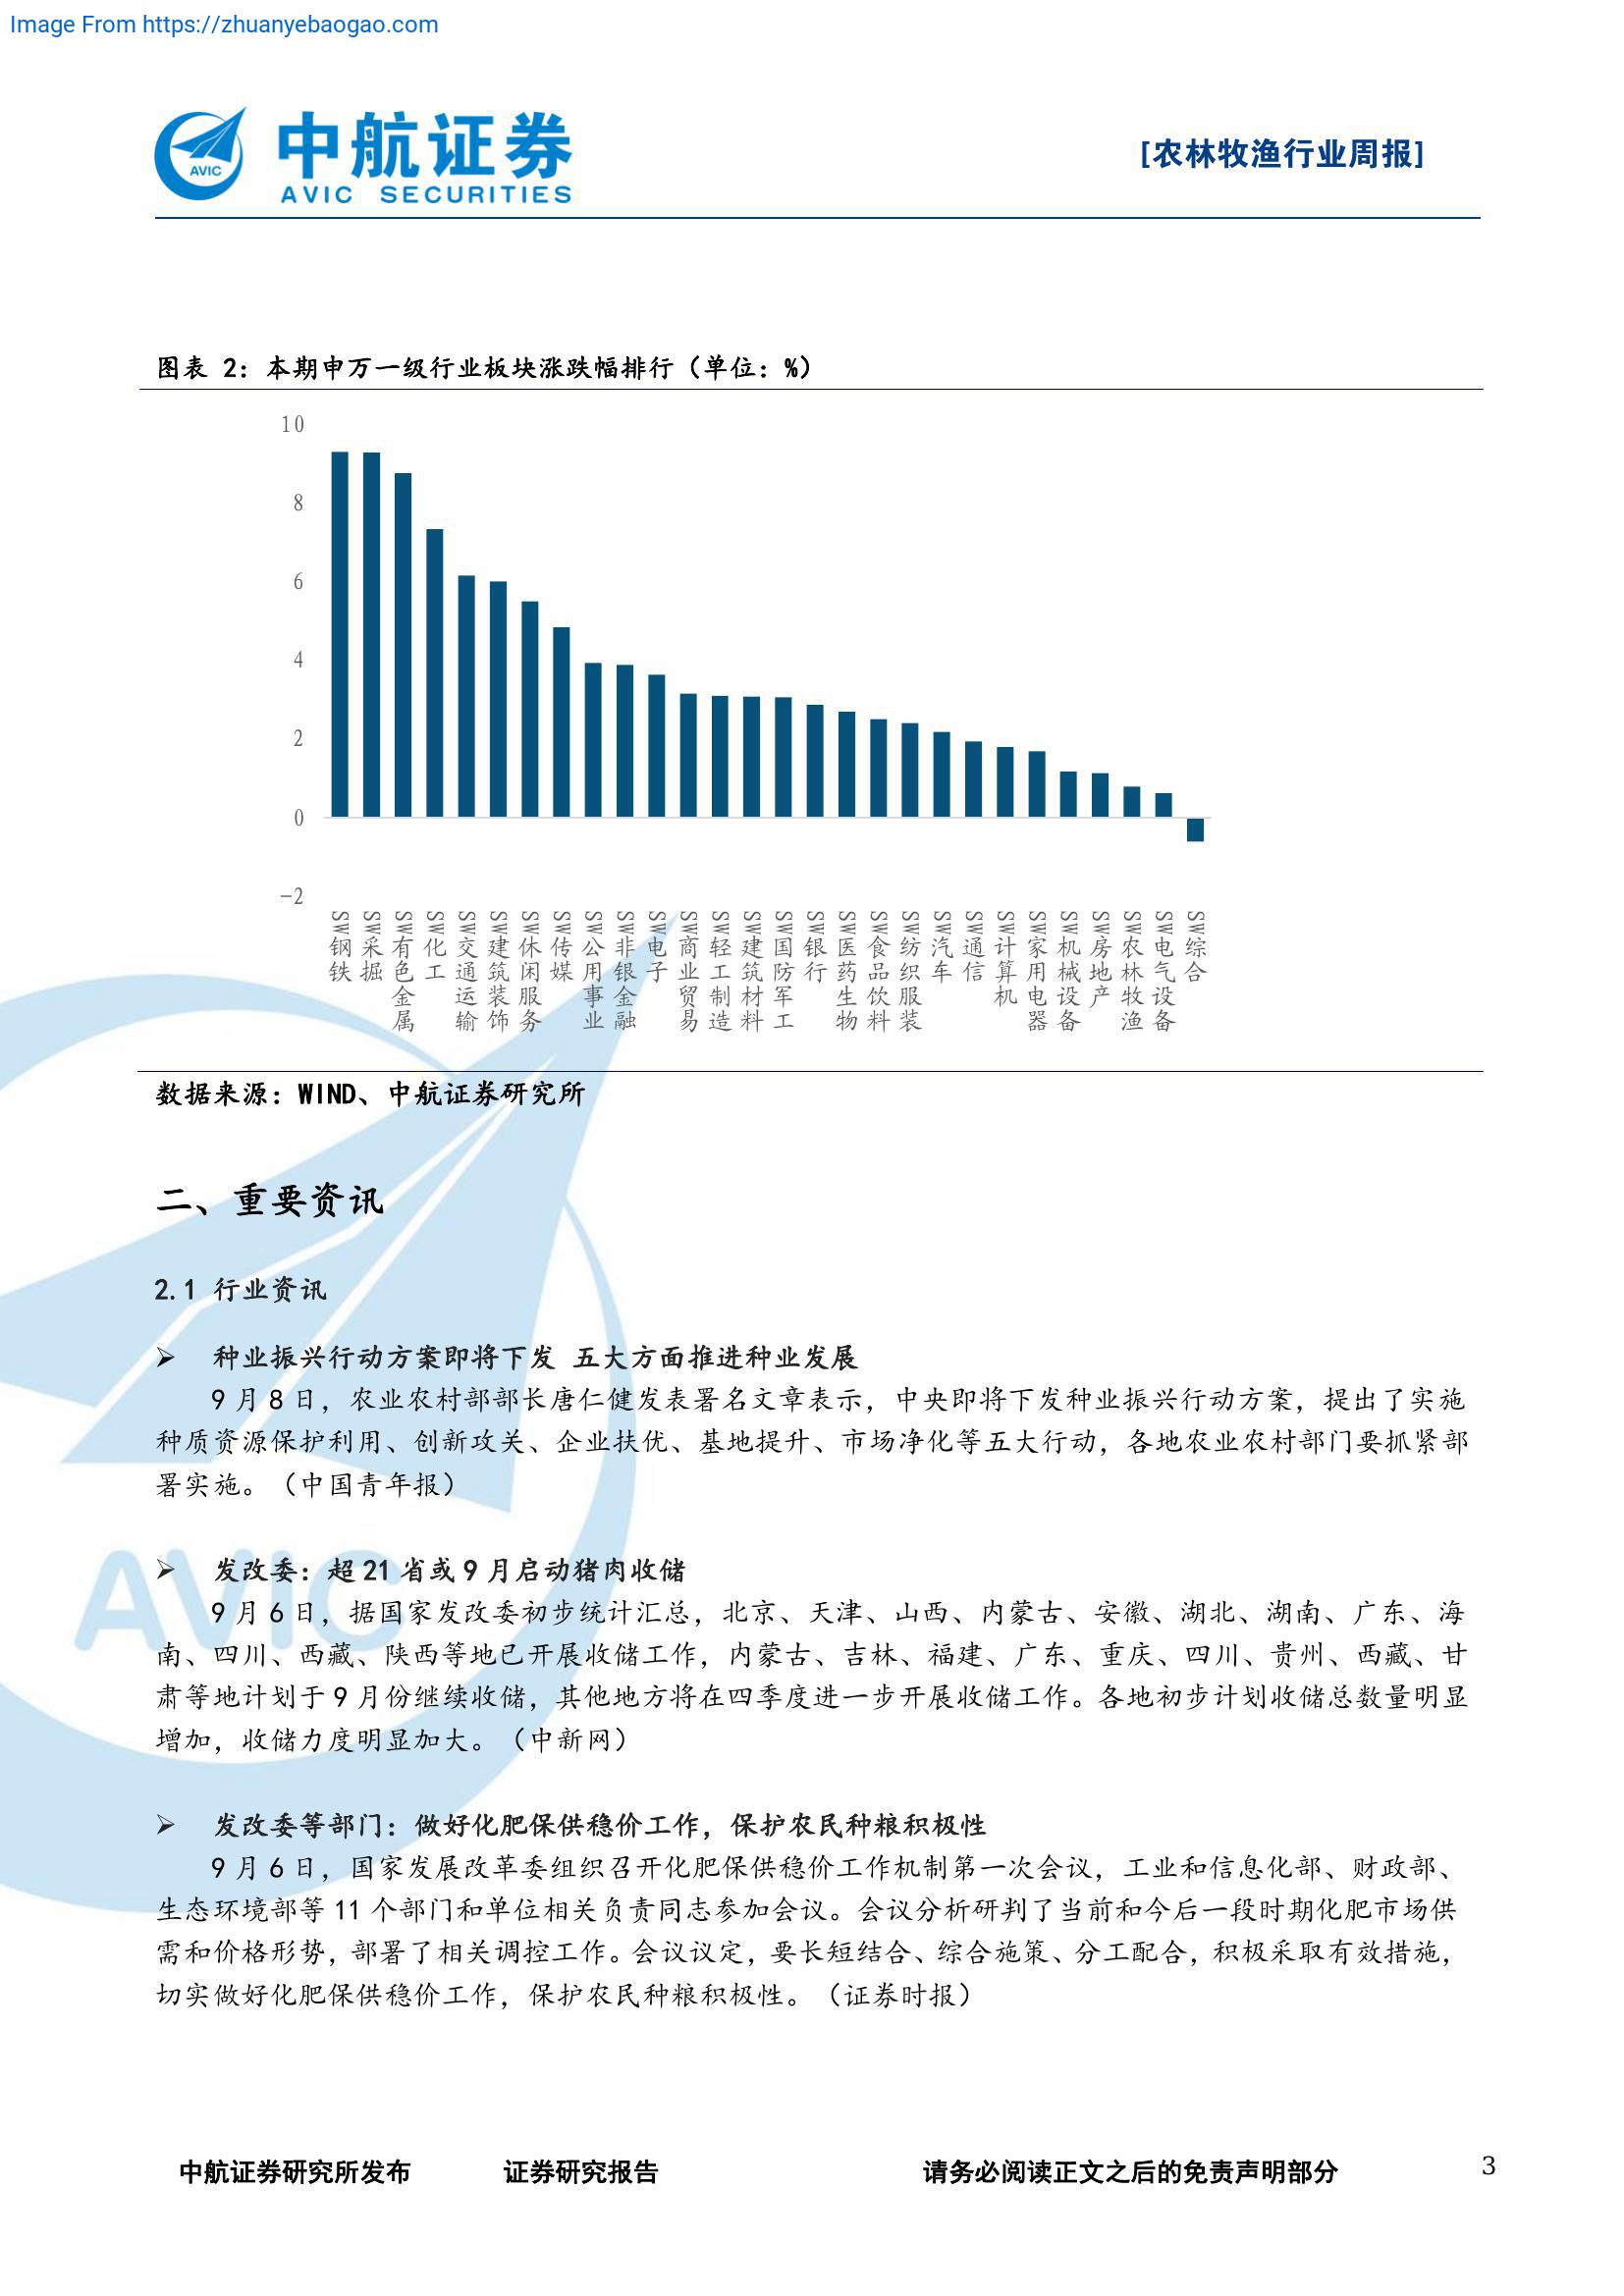 Image From https://zhuanyebaogao.com
中航证券
AVIC SECURITIES
AVIC
[农林牧渔行业周报]
图表 2：本期申万一级行业板块涨跌幅排行（单位：%）
10
8
6
4
2
0
-2
SW钢铁
SW采掘
SW有色金属
SW化工
SW交通运输
SW建筑装饰
SW休闲服务
SW传媒
SW公用事业
SW非银金融
SW电子
SW商业贸易
SW轻工制造
SW建筑材料
SW国防军工
SW银行
SW医药生物
SW食品饮料
SW纺织服装
SW汽车
SW通信
SW计算机
SW家用电器
SW机械设备
SW房地产
SW农林牧渔
SW电气设备
SW综合
数据来源：WIND、中航证券研究所
二、重要资讯
2.1 行业资讯
➢ 种业振兴行动方案即将下发 五大方面推进种业发展
9 月 8 日，农业农村部部长唐仁健发表署名文章表示，中央即将下发种业振兴行动方案，提出了实施
种质资源保护利用、创新攻关、企业扶优、基地提升、市场净化等五大行动，各地农业农村部门要抓紧部
署实施。（中国青年报）
➢ 发改委：超 21 省或 9 月启动猪肉收储
9 月 6 日，据国家发改委初步统计汇总，北京、天津、山西、内蒙古、安徽、湖北、湖南、广东、海
南、四川、西藏、陕西等地已开展收储工作，内蒙古、吉林、福建、广东、重庆、四川、贵州、西藏、甘
肃等地计划于 9 月份继续收储，其他地方将在四季度进一步开展收储工作。各地初步计划收储总数量明显
增加，收储力度明显加大。（中新网）
➢ 发改委等部门：做好化肥保供稳价工作，保护农民种粮积极性
9 月 6 日，国家发展改革委组织召开化肥保供稳价工作机制第一次会议，工业和信息化部、财政部、
生态环境部等 11 个部门和单位相关负责同志参加会议。会议分析研判了当前和今后一段时期化肥市场供
需和价格形势，部署了相关调控工作。会议议定，要长短结合、综合施策、分工配合，积极采取有效措施，
切实做好化肥保供稳价工作，保护农民种粮积极性。（证券时报）
AVIC
中航证券研究所发布 证券研究报告 请务必阅读正文之后的免责声明部分 3